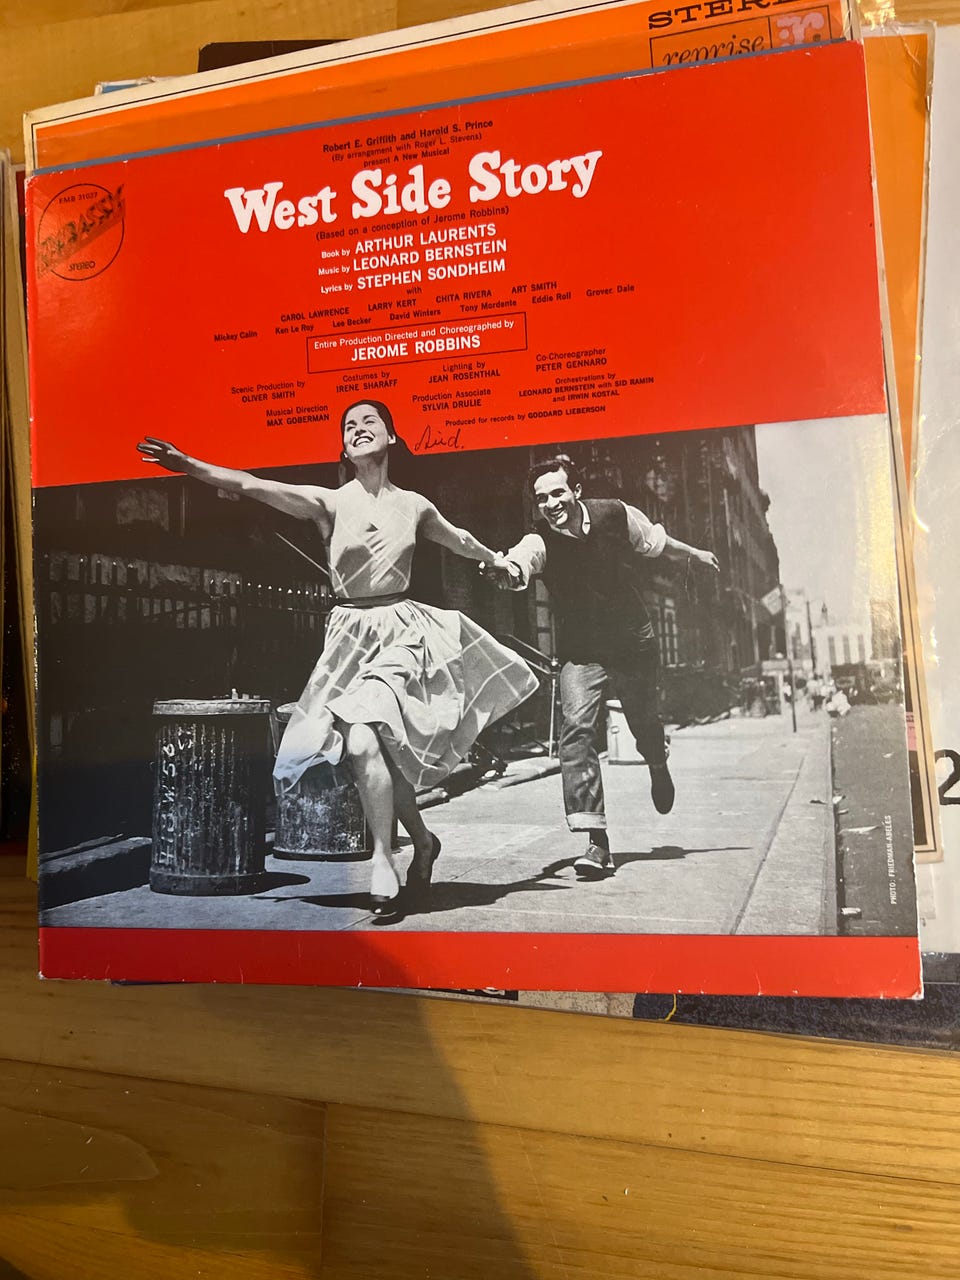 STEREO
reprise
Robert E. Griffith and Harold S. Prince
(By arrangement with Roger L. Stevens)
present A New Musical
West Side Story
(Based on a conception of Jerome Robbins)
Book by ARTHUR LAURENTS
Music by LEONARD BERNSTEIN
Lyrics by STEPHEN SONDHEIM
with
CAROL LAWRENCE LARRY KERT CHITA RIVERA ART SMITH
Mickey Calin Ken Le Roy Lee Becker David Winters Tony Mordente Eddie Roll Grover Dale
Entire Production Directed and Choreographed by
JEROME ROBBINS
Scenic Production by
OLIVER SMITH
Costumes by
IRENE SHARAFF
Lighting by
JEAN ROSENTHAL
Co-Choreographer
PETER GENNARO
Musical Direction
MAX GOBERMAN
Production Associate
SYLVIA DRULIE
Orchestrations by
LEONARD BERNSTEIN with SID RAMIN
and IRWIN KOSTAL
Produced for records by GODDARD LIEBERSON
EMB 31037
EMBASSY
STEREO
PHOTO: FRIEDMAN-ABELES
2